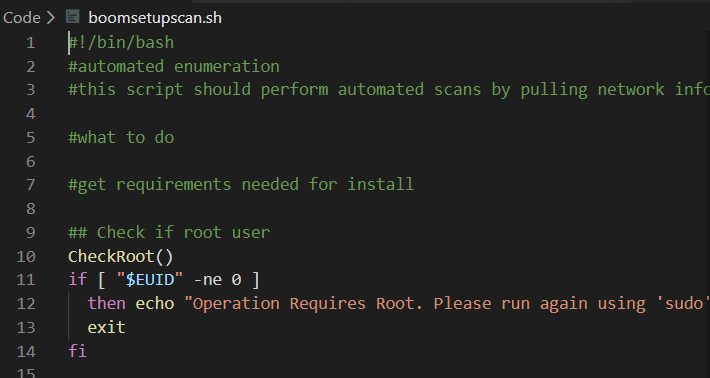 Code > boomsetupscan.sh
1 #!/bin/bash
2 #automated enumeration
3 #this script should perform automated scans by pulling network info
4
5 #what to do
6
7 #get requirements needed for install
8
9 ## Check if root user
10 CheckRoot()
11 if [ "$EUID" -ne 0 ]
12 then echo "Operation Requires Root. Please run again using 'sudo'
13 exit
14 fi
15